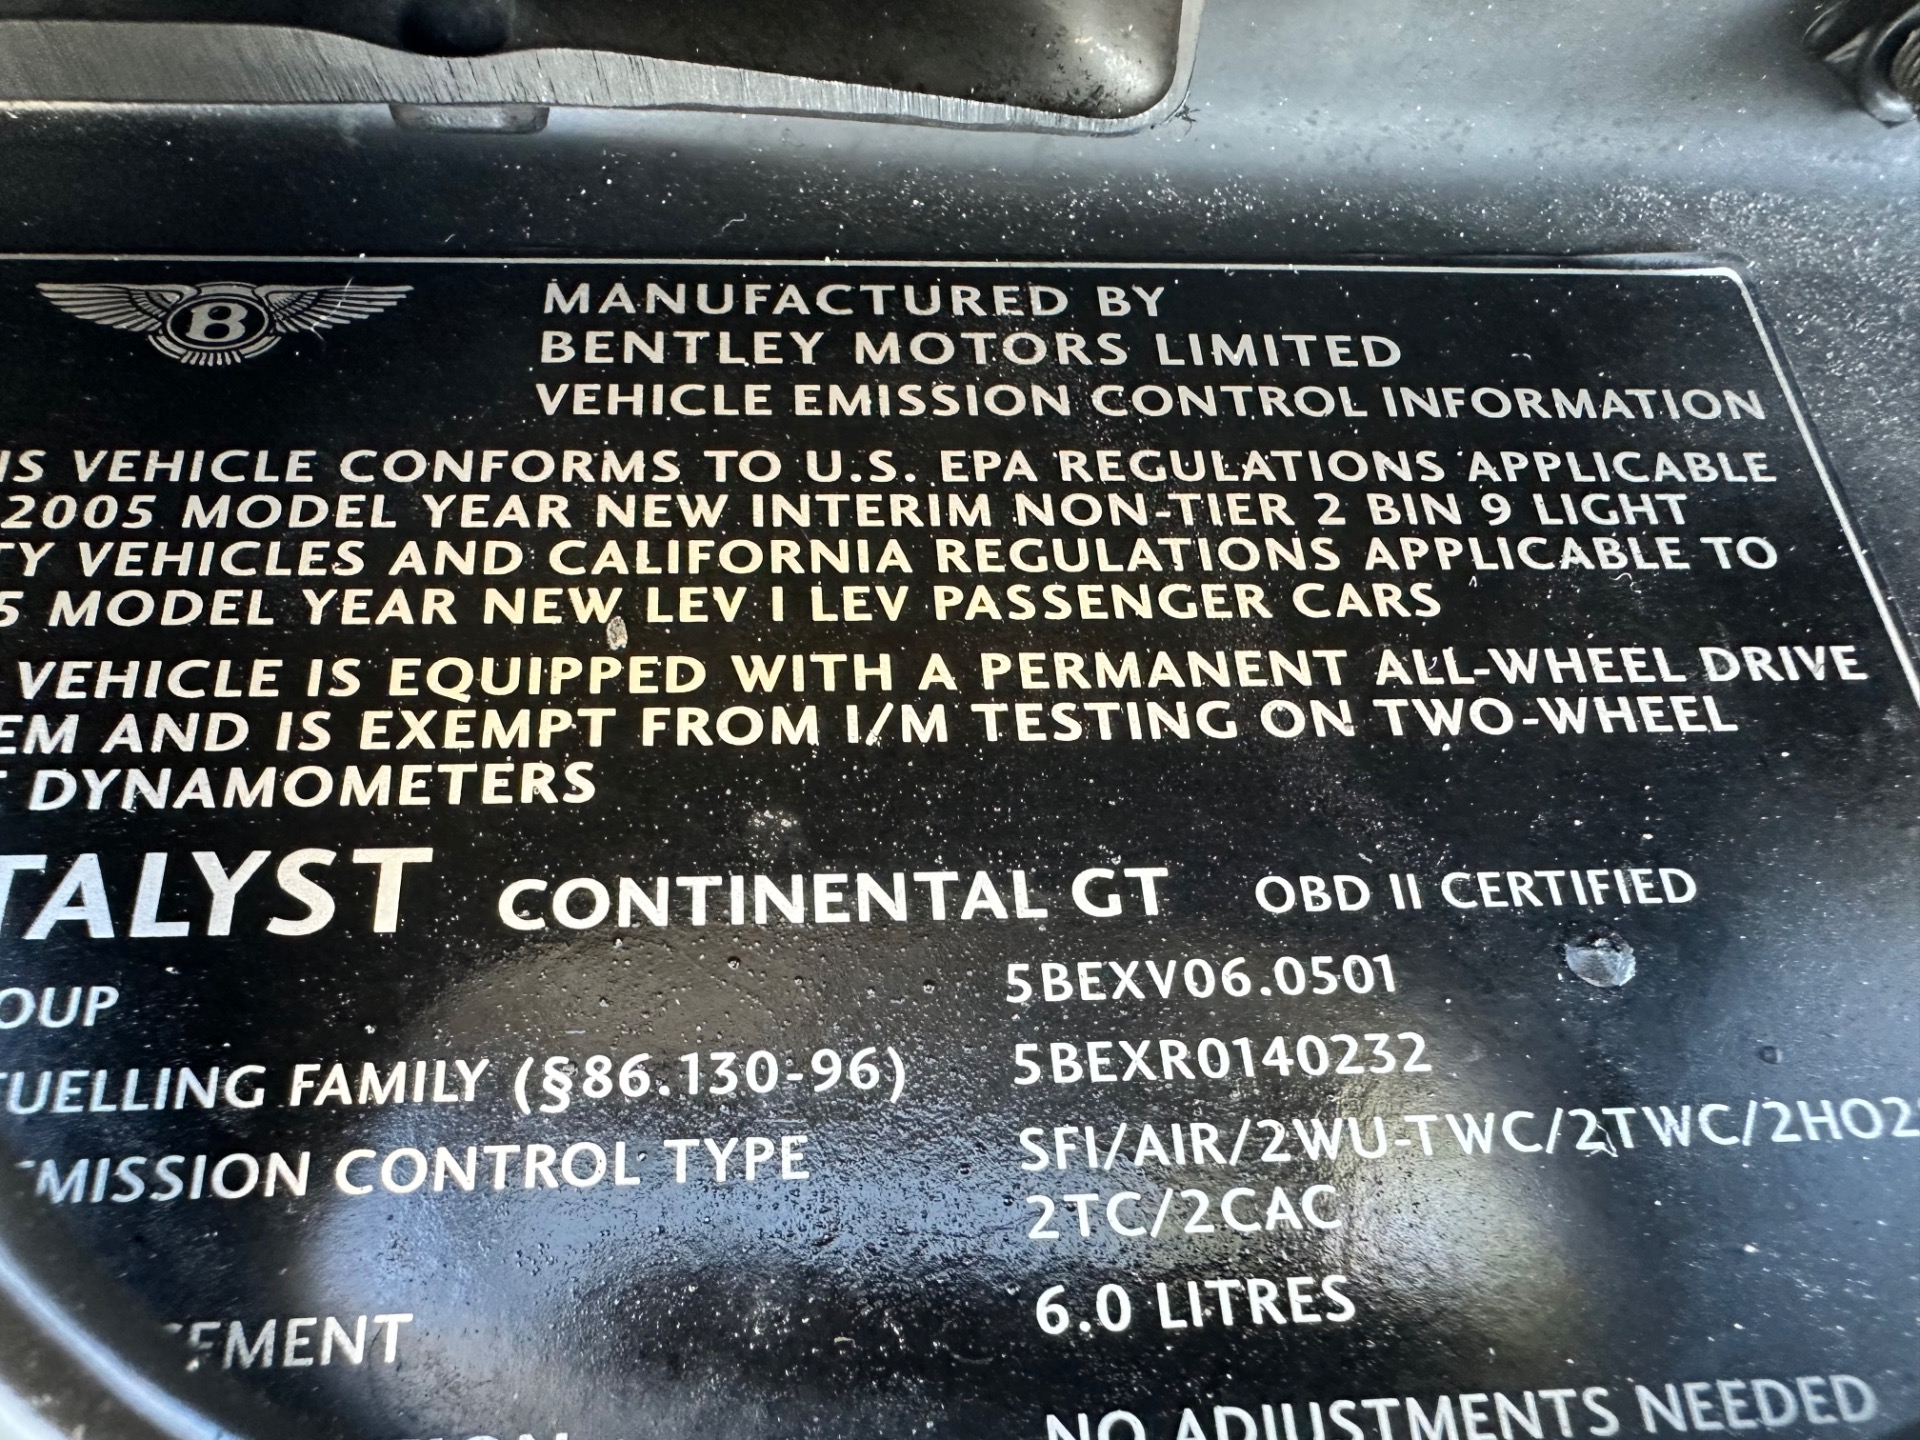 B
MANUFACTURED BY
BENTLEY MOTORS LIMITED
VEHICLE EMISSION CONTROL INFORMATION
IS VEHICLE CONFORMS TO U.S. EPA REGULATIONS APPLICABLE
2005 MODEL YEAR NEW INTERIM NON-TIER 2 BIN 9 LIGHT
TY VEHICLES AND CALIFORNIA REGULATIONS APPLICABLE TO
5 MODEL YEAR NEW LEV I LEV PASSENGER CARS
VEHICLE IS EQUIPPED WITH A PERMANENT ALL-WHEEL DRIVE
EM AND IS EXEMPT FROM I/M TESTING ON TWO-WHEEL
E DYNAMOMETERS
TALYST CONTINENTAL GT OBD II CERTIFIED
OUP 5BEXV06.0501
FUELLING FAMILY (§86.130-96) 5BEXR0140232
EMISSION CONTROL TYPE SFI/AIR/2WU-TWC/2TWC/2HO2S
2TC/2CAC
EMENT 6.0 LITRES
TION NO ADJUSTMENTS NEEDED